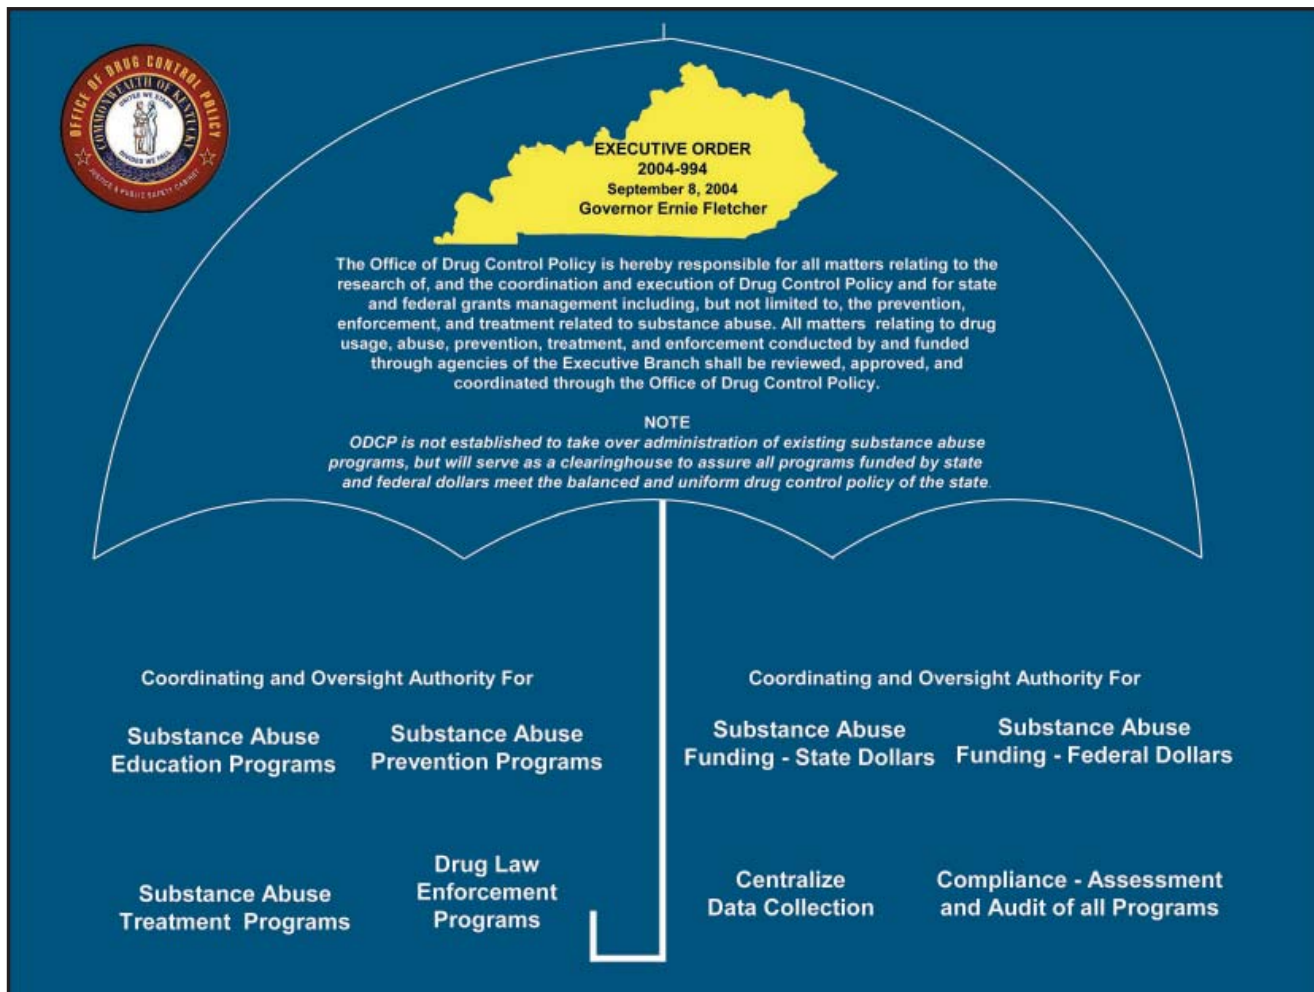 OFFICE OF DRUG CONTROL POLICY
COMMONWEALTH OF KENTUCKY
UNITED WE STAND
DIVIDED WE FALL
JUSTICE & PUBLIC SAFETY CABINET
EXECUTIVE ORDER
2004-994
September 8, 2004
Governor Ernie Fletcher
The Office of Drug Control Policy is hereby responsible for all matters relating to the
research of, and the coordination and execution of Drug Control Policy and for state
and federal grants management including, but not limited to, the prevention,
enforcement, and treatment related to substance abuse. All matters relating to drug
usage, abuse, prevention, treatment, and enforcement conducted by and funded
through agencies of the Executive Branch shall be reviewed, approved, and
coordinated through the Office of Drug Control Policy.
NOTE
ODCP is not established to take over administration of existing substance abuse
programs, but will serve as a clearinghouse to assure all programs funded by state
and federal dollars meet the balanced and uniform drug control policy of the state.
Coordinating and Oversight Authority For
Substance Abuse
Education Programs
Substance Abuse
Prevention Programs
Substance Abuse
Treatment Programs
Drug Law
Enforcement
Programs
Coordinating and Oversight Authority For
Substance Abuse
Funding - State Dollars
Substance Abuse
Funding - Federal Dollars
Centralize
Data Collection
Compliance - Assessment
and Audit of all Programs